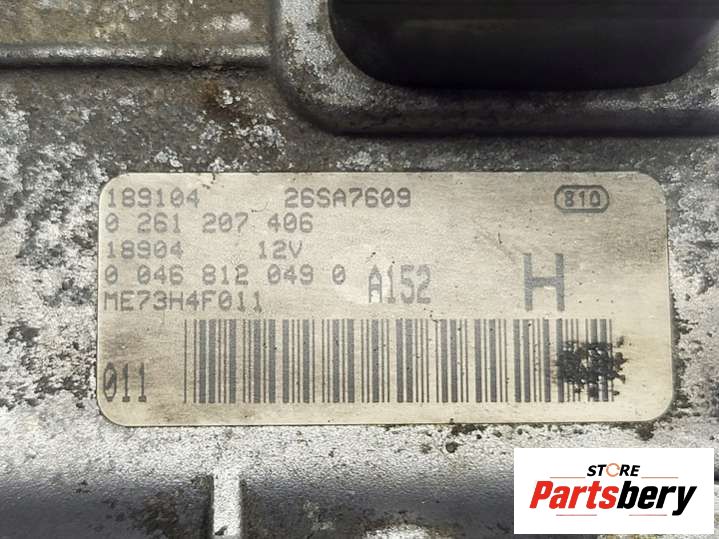 189104 26SA7609 810
0 261 207 406
18904 12V
0 046 812 049 0 A152 H
ME73H4F011
011
STORE
Partsbery